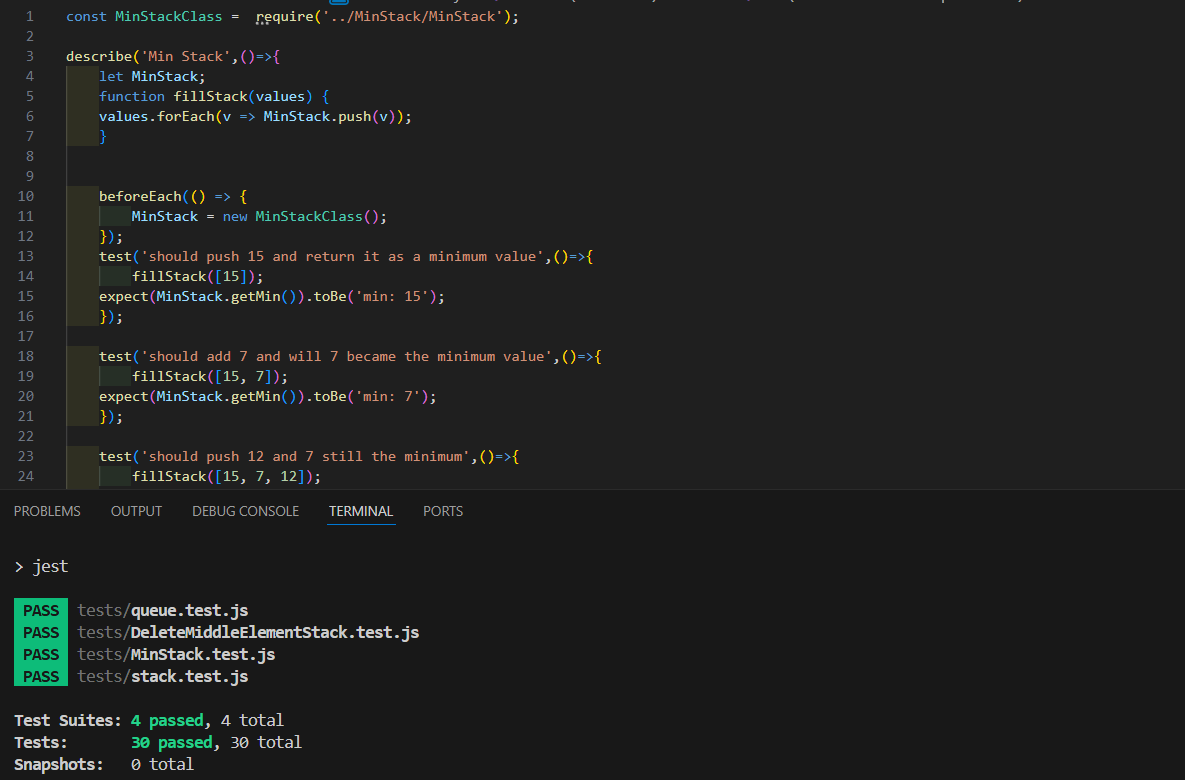 1 const MinStackClass =  require('../MinStack/MinStack');
2
3 describe('Min Stack',()=>{
4     let MinStack;
5     function fillStack(values) {
6     values.forEach(v => MinStack.push(v));
7     }
8
9
10     beforeEach(() => {
11         MinStack = new MinStackClass();
12     });
13     test('should push 15 and return it as a minimum value',()=>{
14         fillStack([15]);
15     expect(MinStack.getMin()).toBe('min: 15');
16     });
17
18     test('should add 7 and will 7 became the minimum value',()=>{
19         fillStack([15, 7]);
20     expect(MinStack.getMin()).toBe('min: 7');
21     });
22
23     test('should push 12 and 7 still the minimum',()=>{
24         fillStack([15, 7, 12]);
PROBLEMS OUTPUT DEBUG CONSOLE TERMINAL PORTS
> jest
PASS tests/queue.test.js
PASS tests/DeleteMiddleElementStack.test.js
PASS tests/MinStack.test.js
PASS tests/stack.test.js
Test Suites: 4 passed, 4 total
Tests:       30 passed, 30 total
Snapshots:   0 total